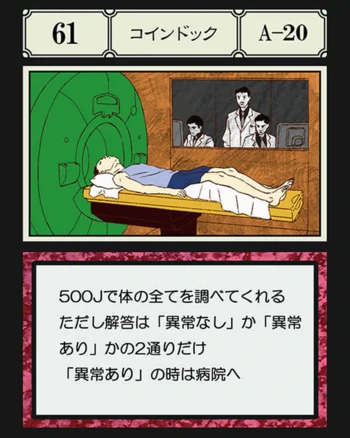 61
コインドック
A-20
500Jで体の全てを調べてくれる
ただし解答は「異常なし」か「異常
あり」かの2通りだけ
「異常あり」の時は病院へ